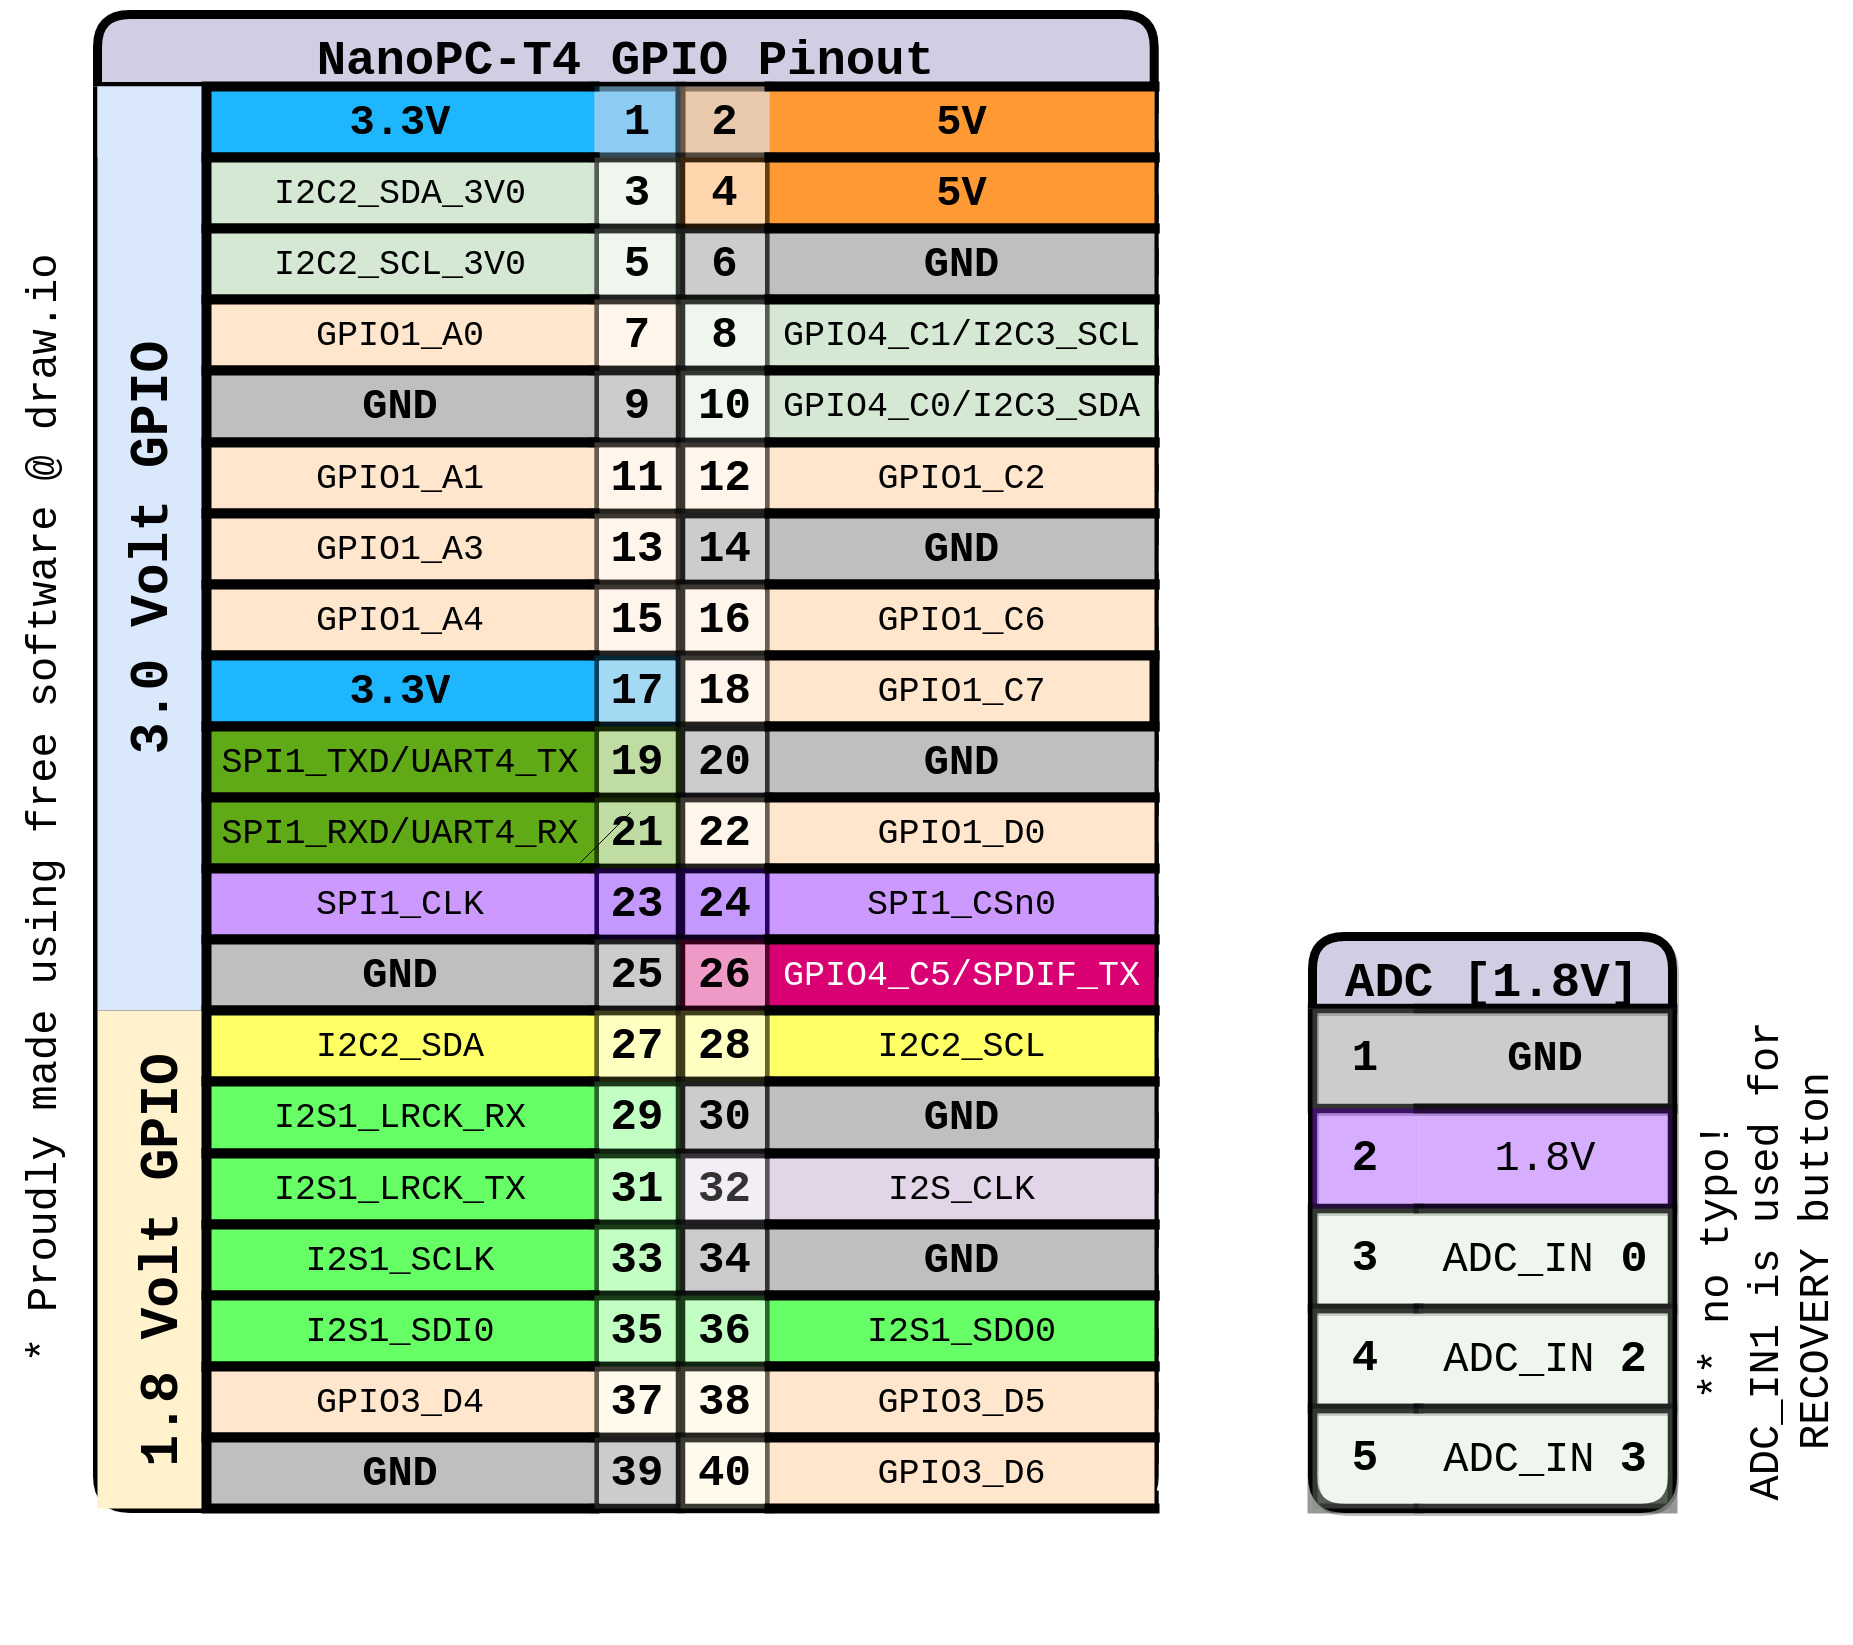 NanoPC-T4 GPIO Pinout
3.3V 1 2 5V
I2C2_SDA_3V0 3 4 5V
I2C2_SCL_3V0 5 6 GND
GPIO1_A0 7 8 GPIO4_C1/I2C3_SCL
GND 9 10 GPIO4_C0/I2C3_SDA
GPIO1_A1 11 12 GPIO1_C2
GPIO1_A3 13 14 GND
GPIO1_A4 15 16 GPIO1_C6
3.3V 17 18 GPIO1_C7
SPI1_TXD/UART4_TX 19 20 GND
SPI1_RXD/UART4_RX 21 22 GPIO1_D0
SPI1_CLK 23 24 SPI1_CSn0
GND 25 26 GPIO4_C5/SPDIF_TX
I2C2_SDA 27 28 I2C2_SCL
I2S1_LRCK_RX 29 30 GND
I2S1_LRCK_TX 31 32 I2S_CLK
I2S1_SCLK 33 34 GND
I2S1_SDI0 35 36 I2S1_SDO0
GPIO3_D4 37 38 GPIO3_D5
GND 39 40 GPIO3_D6
3.0 Volt GPIO
1.8 Volt GPIO
* Proudly made using free software @ draw.io
ADC [1.8V]
1 GND
2 1.8V
3 ADC_IN 0
4 ADC_IN 2
5 ADC_IN 3
** no typo!
ADC_IN1 is used for
RECOVERY button